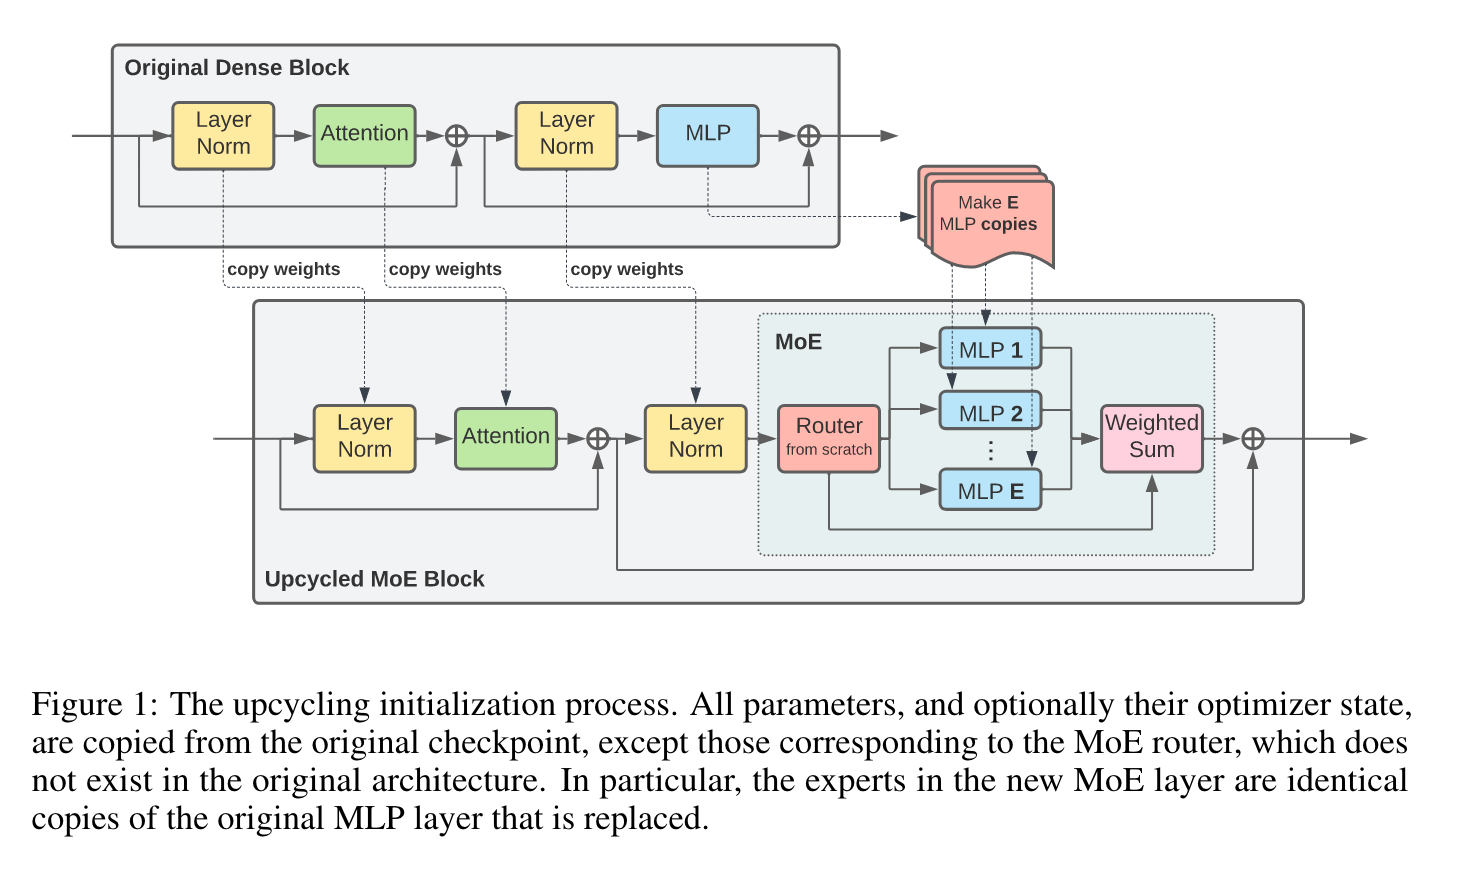 Original Dense Block
Layer
Norm
Attention
Layer
Norm
MLP
Make E
MLP copies
copy weights
copy weights
copy weights
MoE
MLP 1
MLP 2
MLP E
Layer
Norm
Attention
Layer
Norm
Router
from scratch
Weighted
Sum
Upcycled MoE Block
Figure 1: The upcycling initialization process. All parameters, and optionally their optimizer state,
are copied from the original checkpoint, except those corresponding to the MoE router, which does
not exist in the original architecture. In particular, the experts in the new MoE layer are identical
copies of the original MLP layer that is replaced.